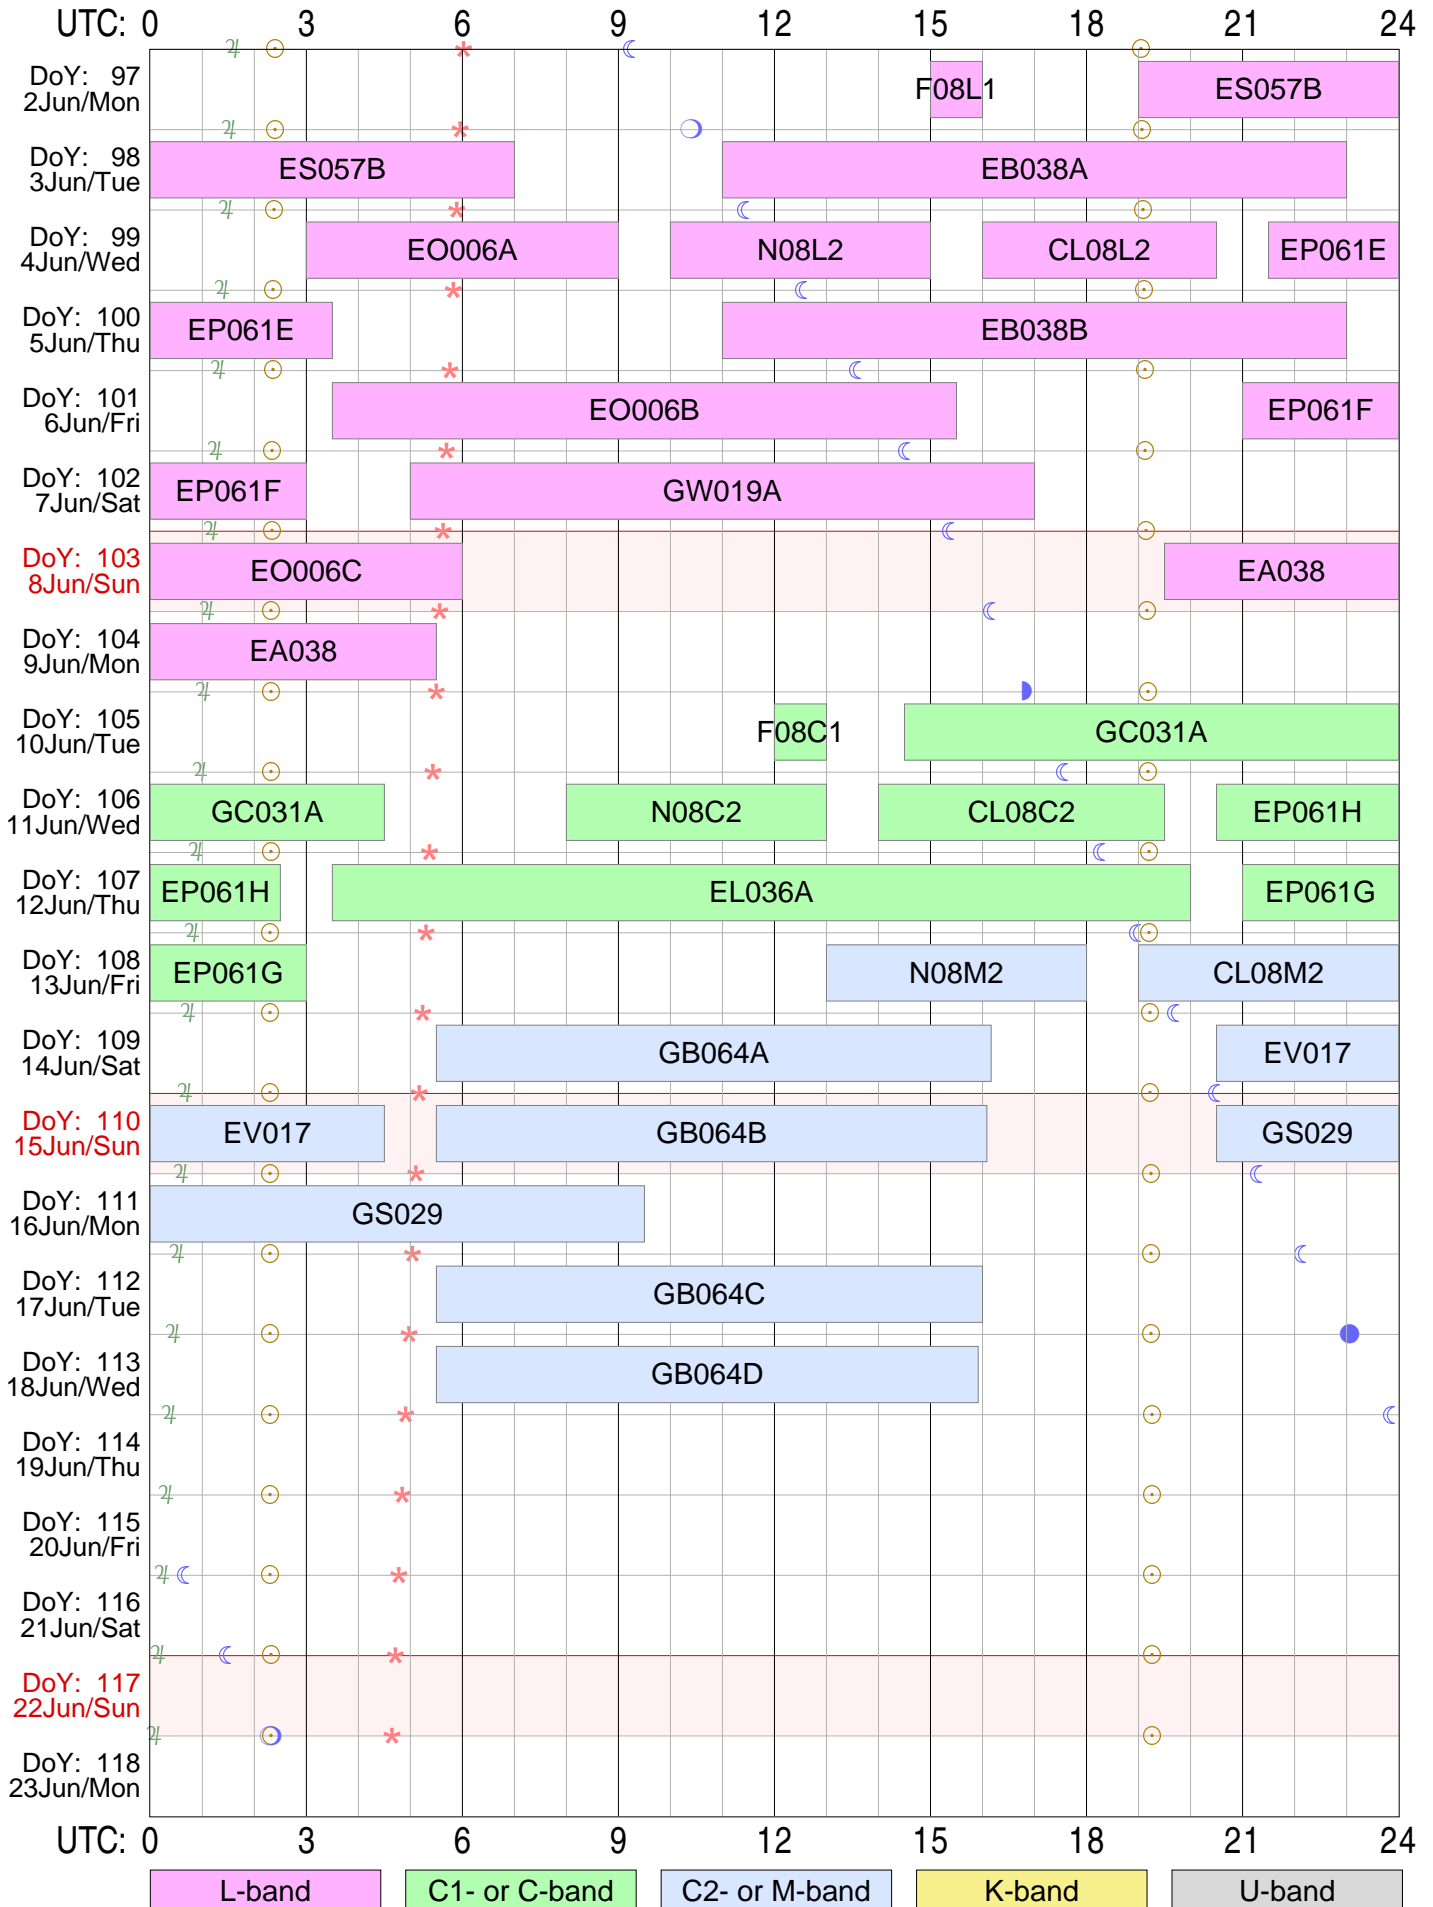 UTC: 0 3 6 9 12 15 18 21 24
DoY: 97
2Jun/Mon
F08L1 ES057B
DoY: 98
3Jun/Tue
ES057B EB038A
DoY: 99
4Jun/Wed
EO006A N08L2 CL08L2 EP061E
DoY: 100
5Jun/Thu
EP061E EB038B
DoY: 101
6Jun/Fri
EO006B EP061F
DoY: 102
7Jun/Sat
EP061F GW019A
DoY: 103
8Jun/Sun
EO006C EA038
DoY: 104
9Jun/Mon
EA038
DoY: 105
10Jun/Tue
F08C1 GC031A
DoY: 106
11Jun/Wed
GC031A N08C2 CL08C2 EP061H
DoY: 107
12Jun/Thu
EP061H EL036A EP061G
DoY: 108
13Jun/Fri
EP061G N08M2 CL08M2
DoY: 109
14Jun/Sat
GB064A EV017
DoY: 110
15Jun/Sun
EV017 GB064B GS029
DoY: 111
16Jun/Mon
GS029
DoY: 112
17Jun/Tue
GB064C
DoY: 113
18Jun/Wed
GB064D
DoY: 114
19Jun/Thu
DoY: 115
20Jun/Fri
DoY: 116
21Jun/Sat
DoY: 117
22Jun/Sun
DoY: 118
23Jun/Mon
UTC: 0 3 6 9 12 15 18 21 24
L-band C1- or C-band C2- or M-band K-band U-band